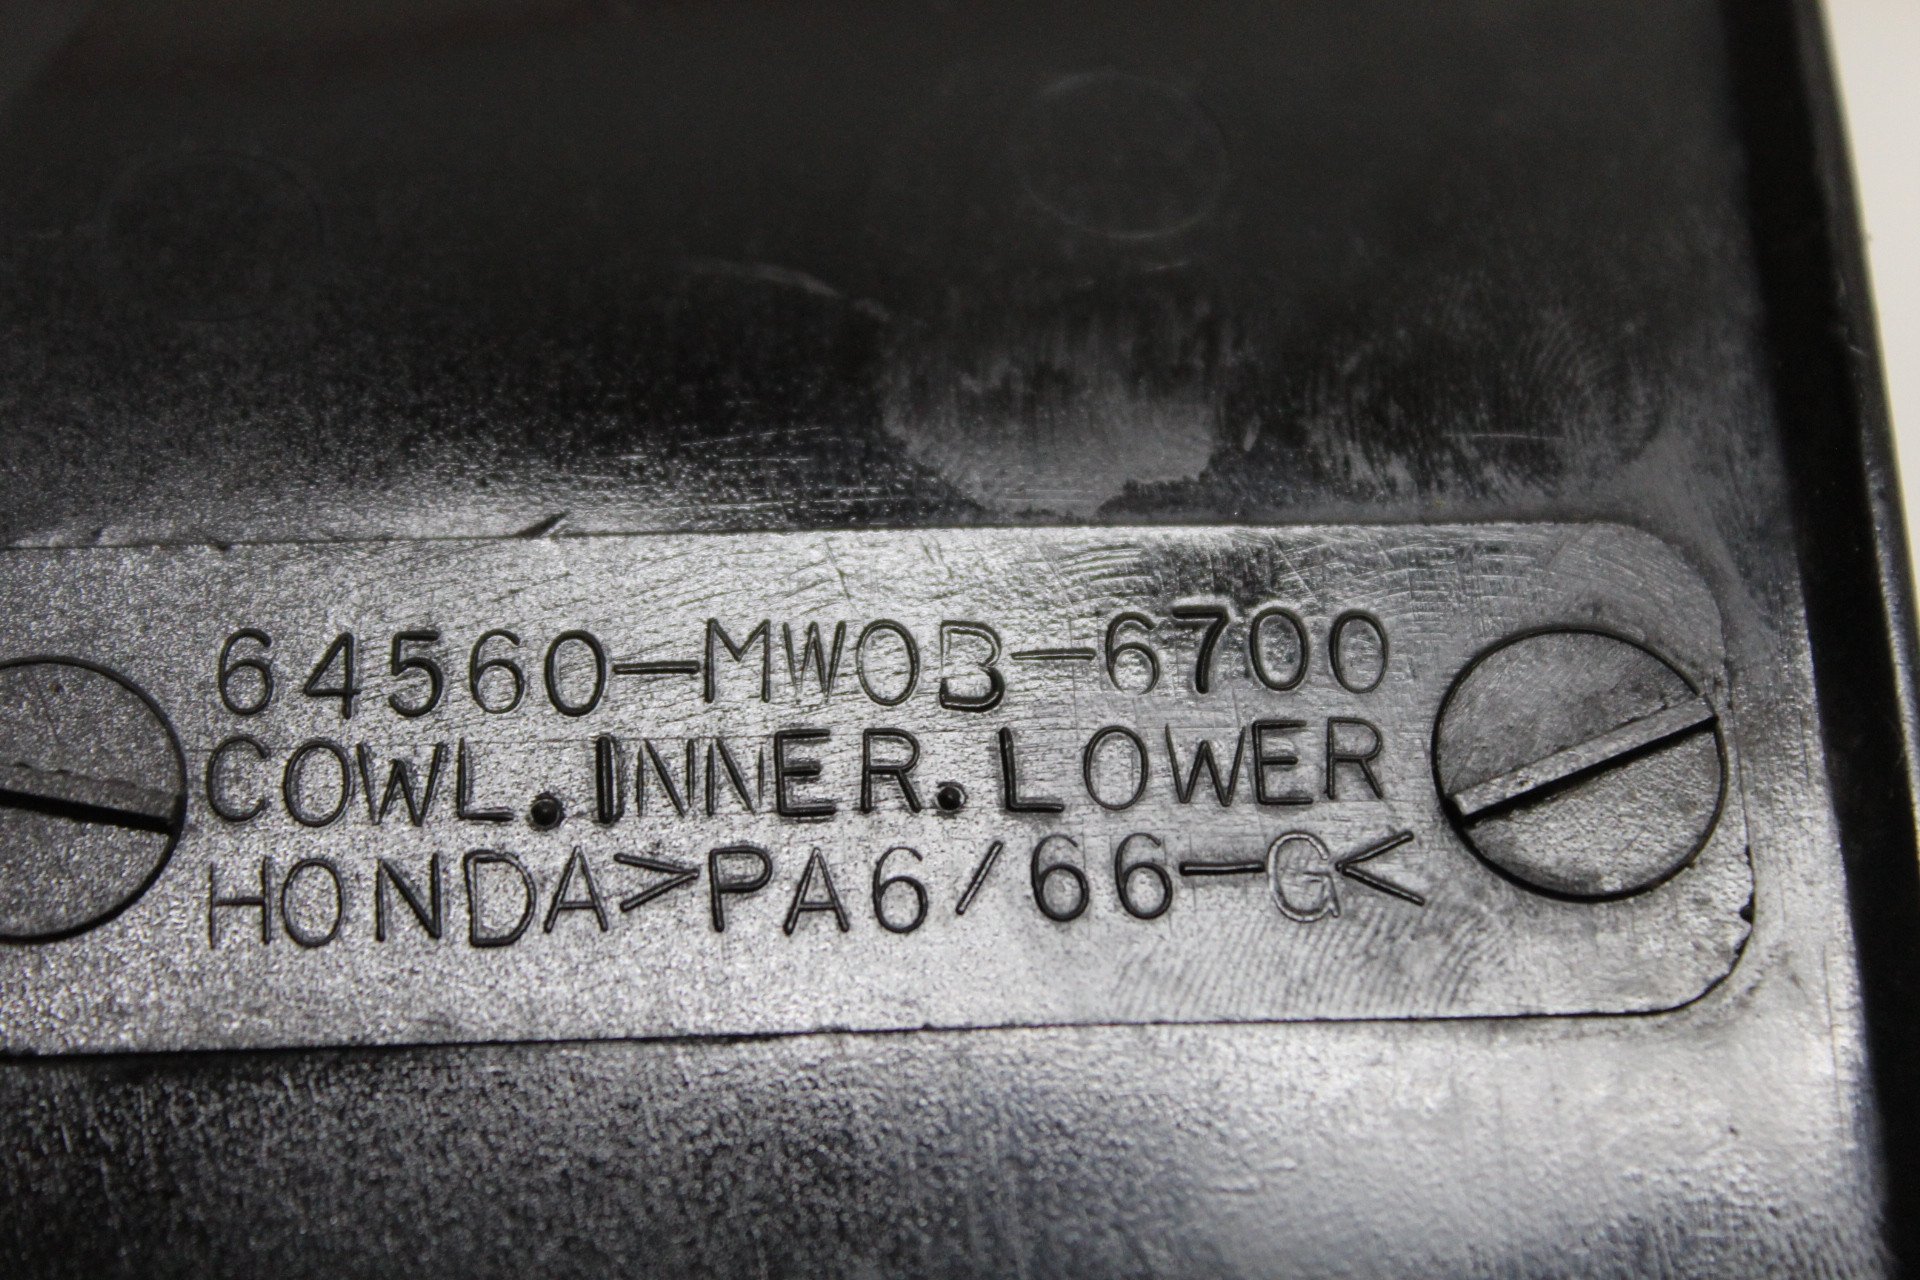 64560-MW0B-6700
COWL.INNER.LOWER
HONDA>PA6/66-G<